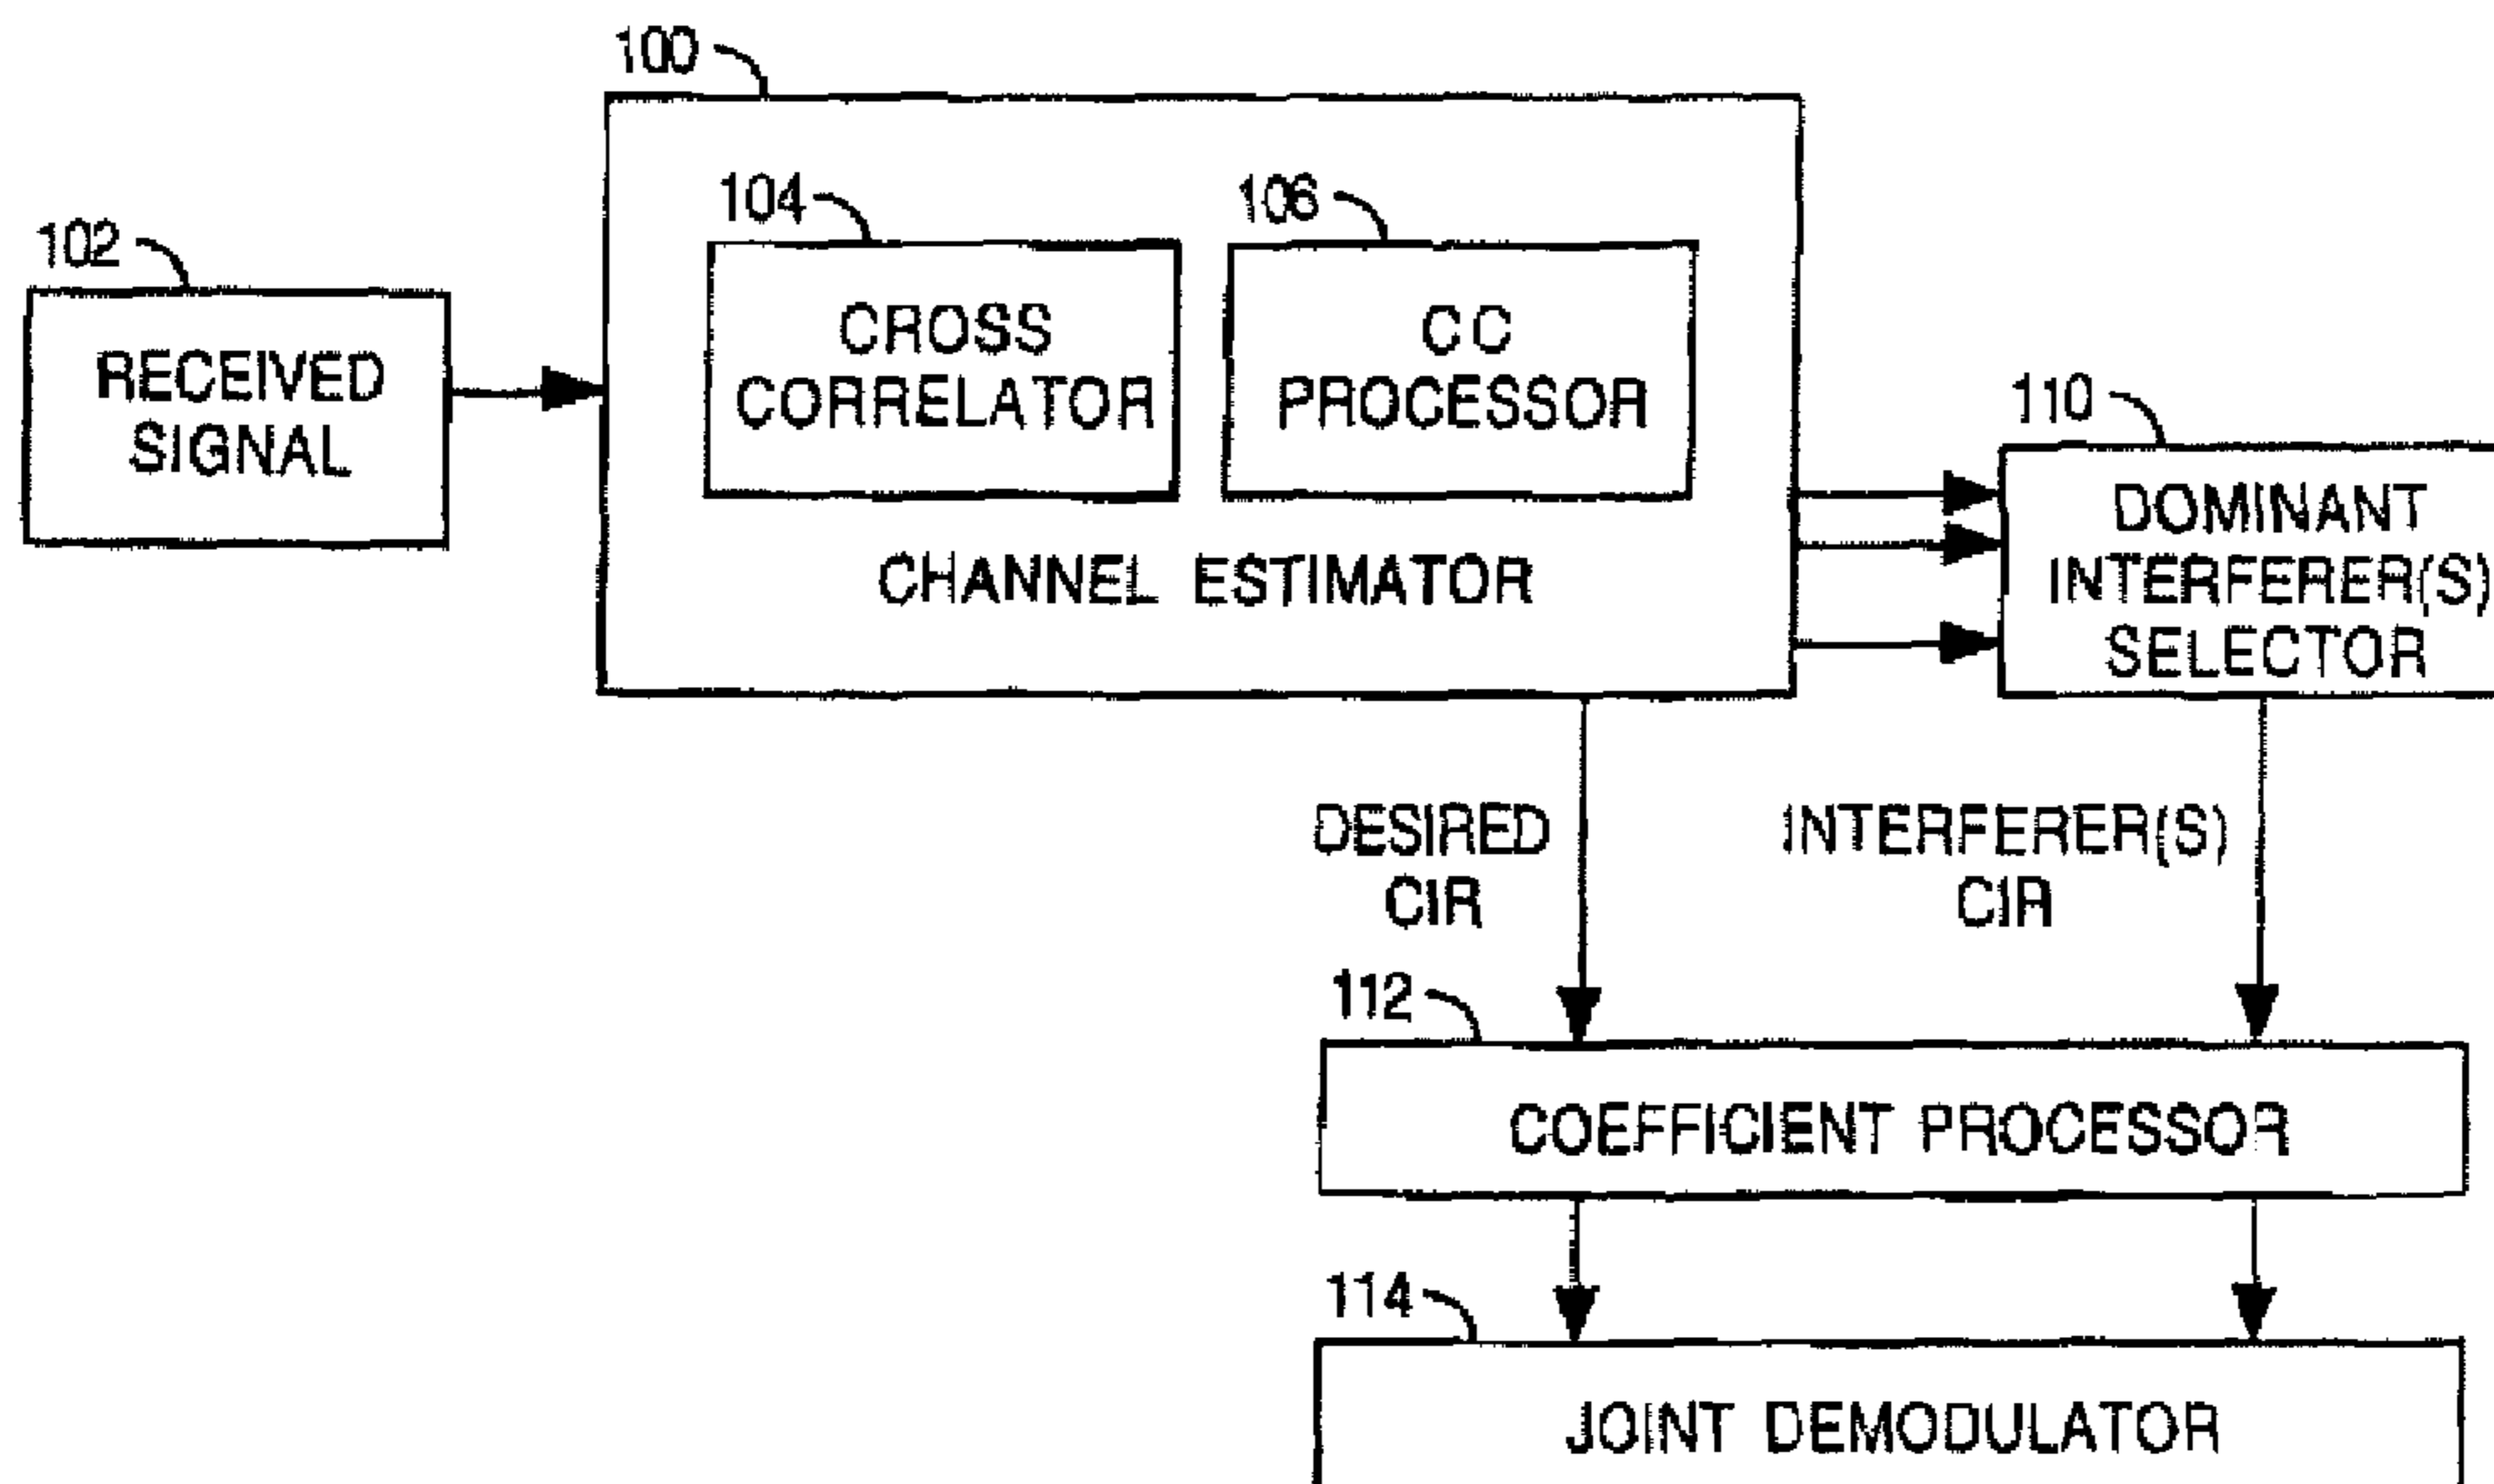 100
104
106
102
CROSS
CORRELATOR
CC
PROCESSOR
RECEIVED
SIGNAL
110
CHANNEL ESTIMATOR
DOMINANT
INTERFERER(S)
SELECTOR
DESIRED
CIR
INTERFERER(S)
CIR
112
COEFFICIENT PROCESSOR
114
JOINT DEMODULATOR